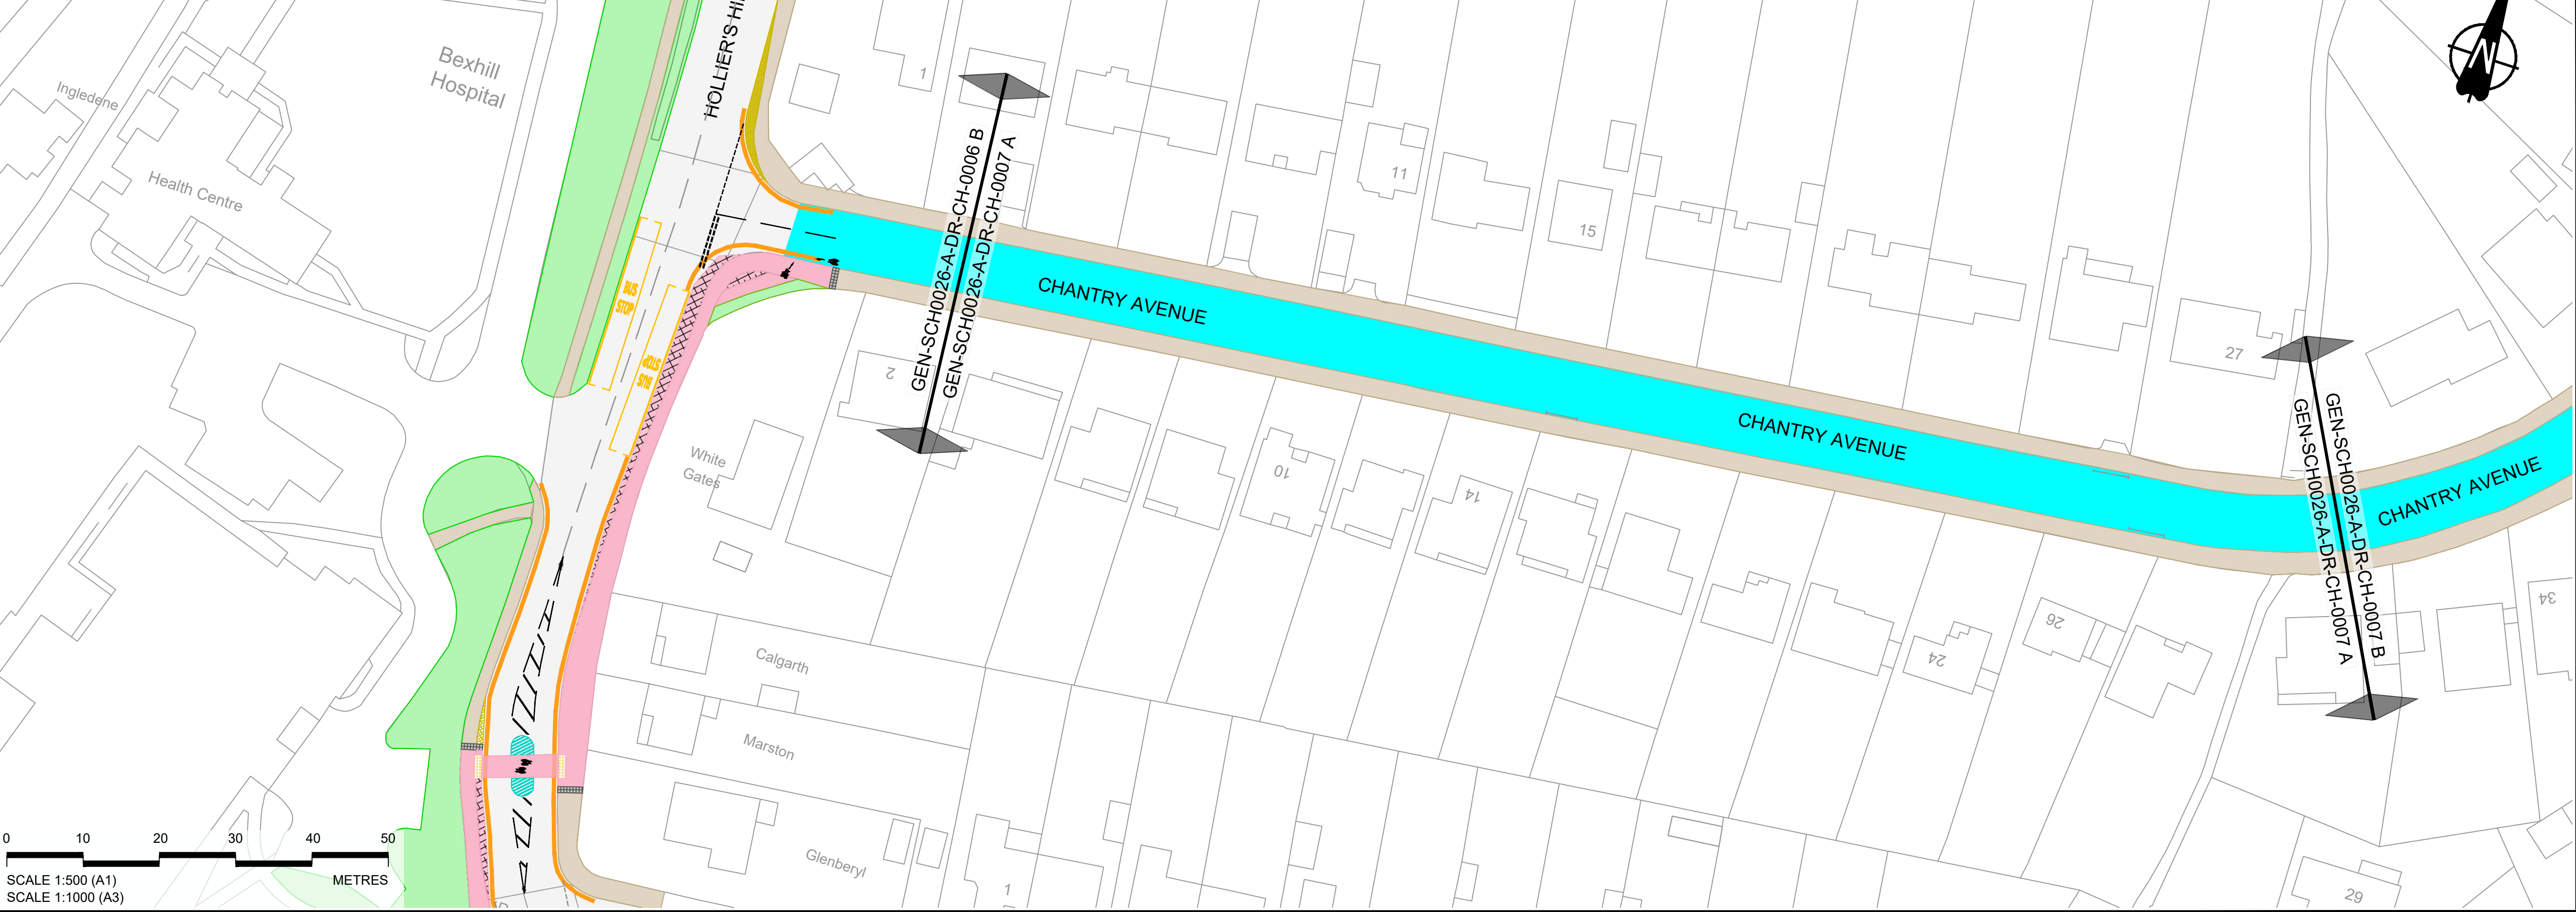 HOLLIER'S
Bexhill
Hospital
Ingledene
Health Centre
N
1
GEN-SCH0026-A-DR-CH-0006 B
GEN-SCH0026-A-DR-CH-0007 A
11
15
27
BUS
STOP
BUS
STOP
CHANTRY AVENUE
CHANTRY AVENUE
CHANTRY AVENUE
GEN-SCH0026-A-DR-CH-0007 B
GEN-SCH0026-A-DR-CH-0007 A
2
White
Gates
10
14
24
26
34
Calgarth
Marston
Glenberyl
1
29
0 10 20 30 40 50
SCALE 1:500 (A1) METRES
SCALE 1:1000 (A3)